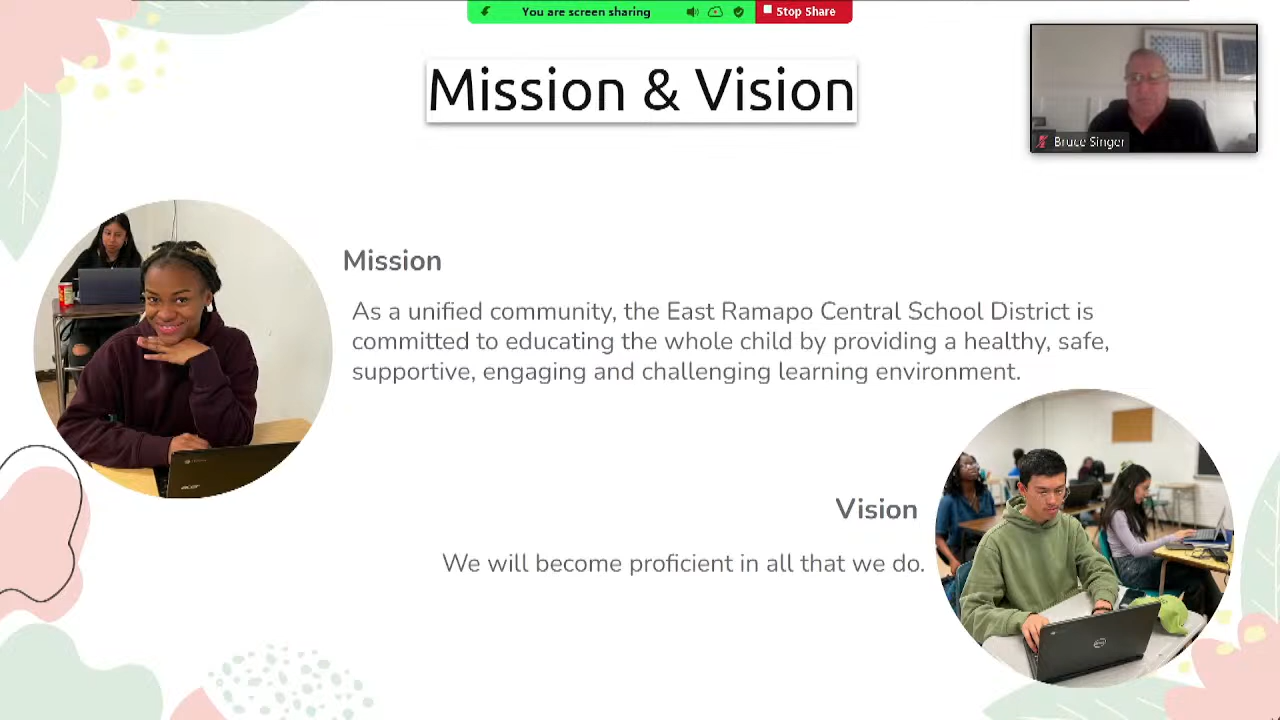 You are screen sharing
Stop Share
Mission & Vision
Bruce Singer
Mission
As a unified community, the East Ramapo Central School District is
committed to educating the whole child by providing a healthy, safe,
supportive, engaging and challenging learning environment.
acer
Vision
We will become proficient in all that we do.
DELL